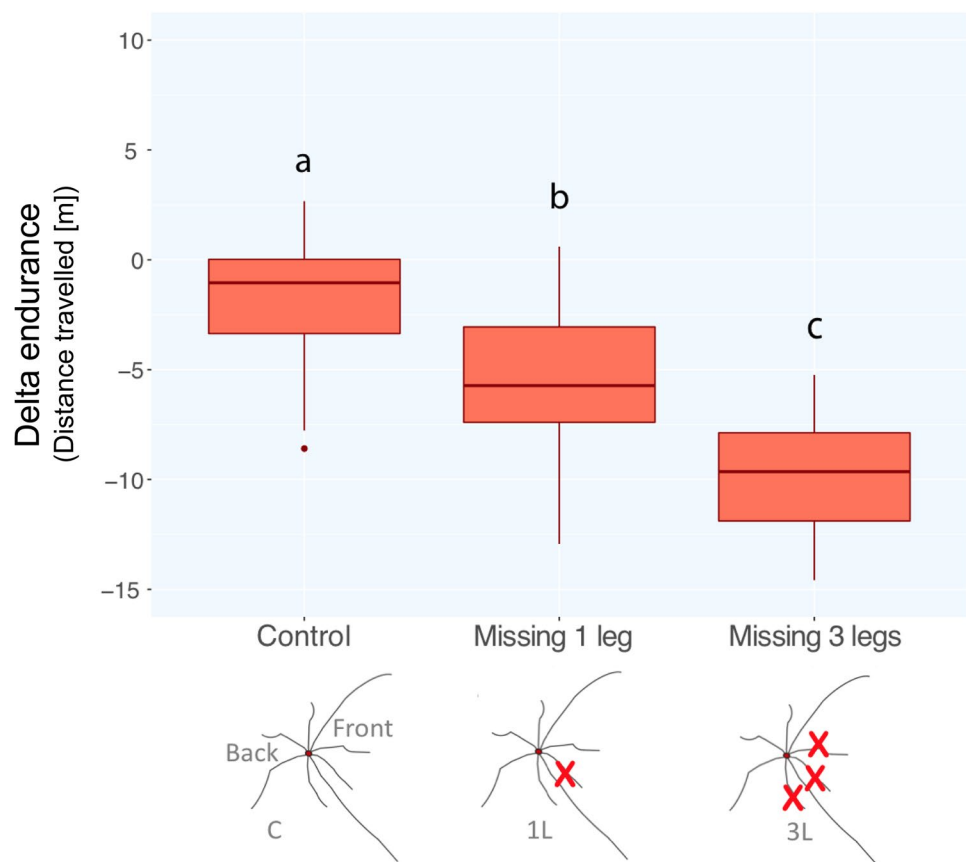 Delta endurance
(Distance travelled [m])
10
5
0
−5
−10
−15
a
b
c
Control
Missing 1 leg
Missing 3 legs
Back
Front
C
1L
3L